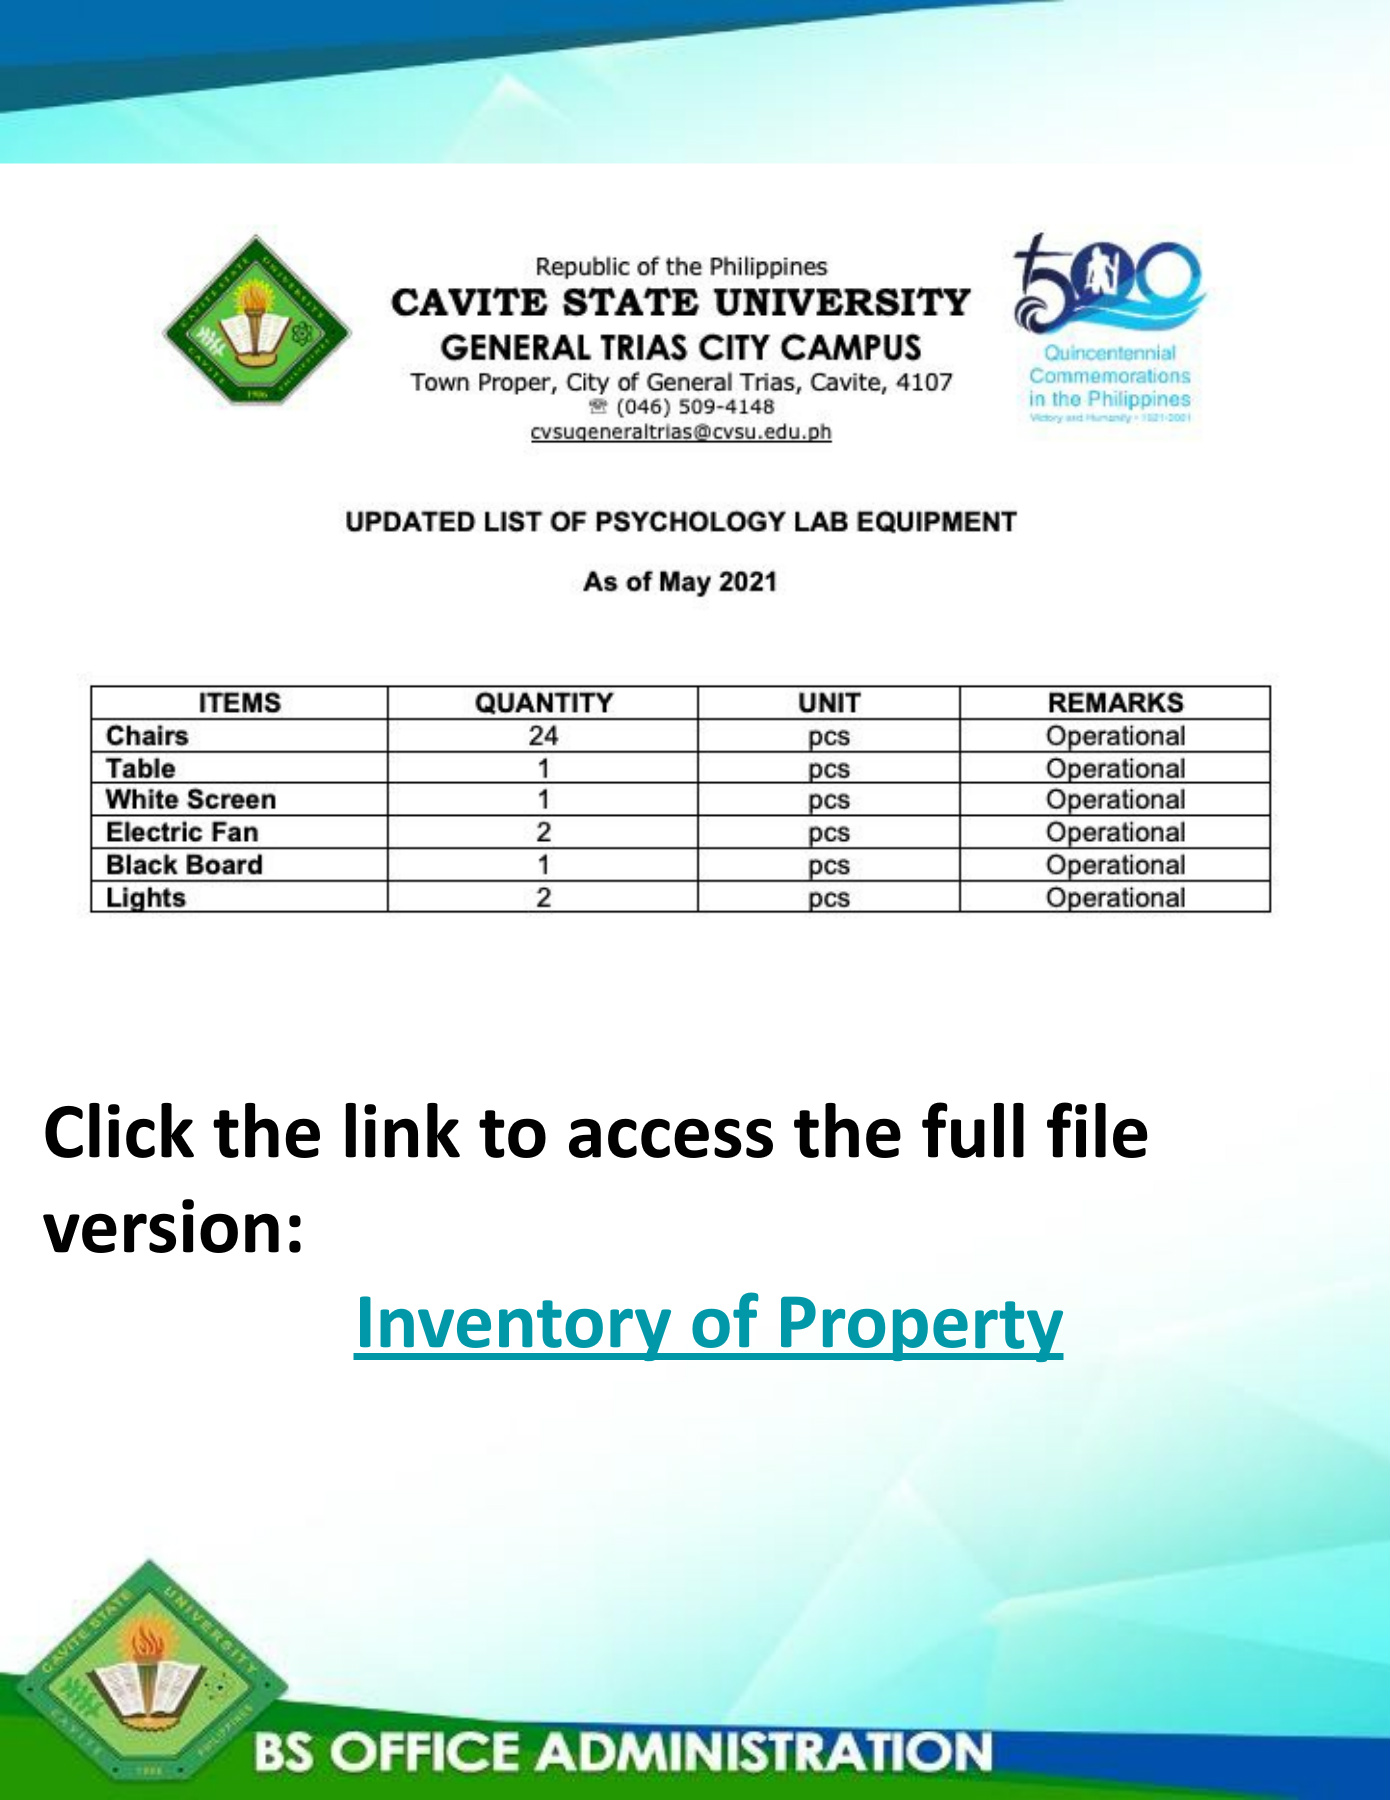 Republic of the Philippines
CAVITE STATE UNIVERSITY
GENERAL TRIAS CITY CAMPUS
Town Proper, City of General Trias, Cavite, 4107
☏ (046) 509-4148
cvsugeneraltrias@cvsu.edu.ph
CAVITE STATE UNIVERSITY
CAVITE PHILIPPINES
1906
500
Quincentennial
Commemorations
in the Philippines
Victory and Humanity • 1521-2021
UPDATED LIST OF PSYCHOLOGY LAB EQUIPMENT
As of May 2021
ITEMS QUANTITY UNIT REMARKS
Chairs 24 pcs Operational
Table 1 pcs Operational
White Screen 1 pcs Operational
Electric Fan 2 pcs Operational
Black Board 1 pcs Operational
Lights 2 pcs Operational
Click the link to access the full file
version:
Inventory of Property
CAVITE STATE UNIVERSITY
CAVITE PHILIPPINES
1906
BS OFFICE ADMINISTRATION